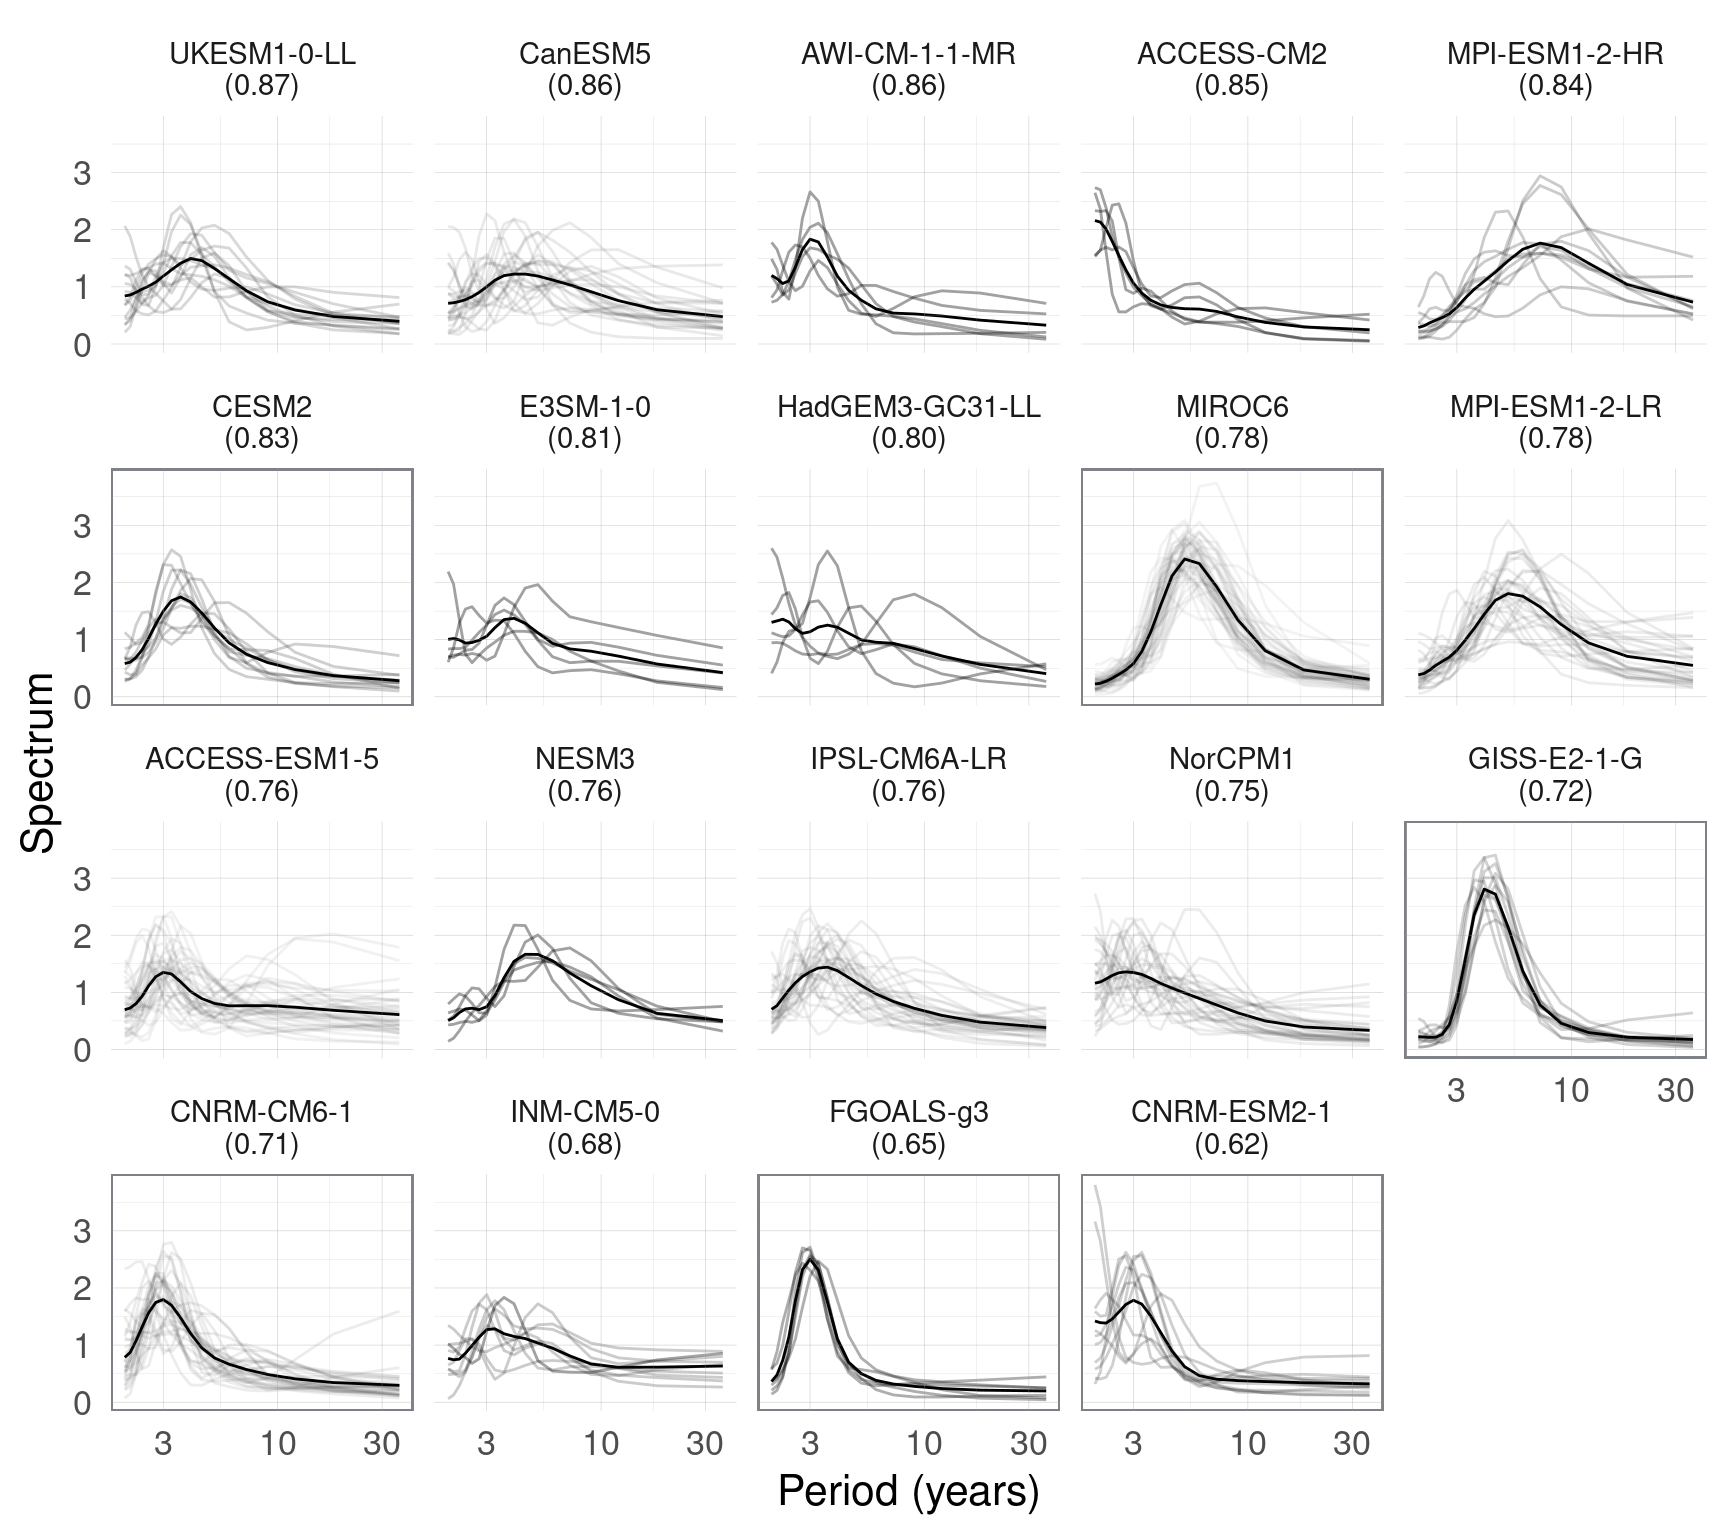 UKESM1-0-LL
(0.87)
CanESM5
(0.86)
AWI-CM-1-1-MR
(0.86)
ACCESS-CM2
(0.85)
MPI-ESM1-2-HR
(0.84)
3
2
1
0
CESM2
(0.83)
E3SM-1-0
(0.81)
HadGEM3-GC31-LL
(0.80)
MIROC6
(0.78)
MPI-ESM1-2-LR
(0.78)
3
2
1
0
Spectrum
ACCESS-ESM1-5
(0.76)
NESM3
(0.76)
IPSL-CM6A-LR
(0.76)
NorCPM1
(0.75)
GISS-E2-1-G
(0.72)
3
2
1
0
3 10 30
CNRM-CM6-1
(0.71)
INM-CM5-0
(0.68)
FGOALS-g3
(0.65)
CNRM-ESM2-1
(0.62)
3
2
1
0
3 10 30
3 10 30
3 10 30
3 10 30
Period (years)